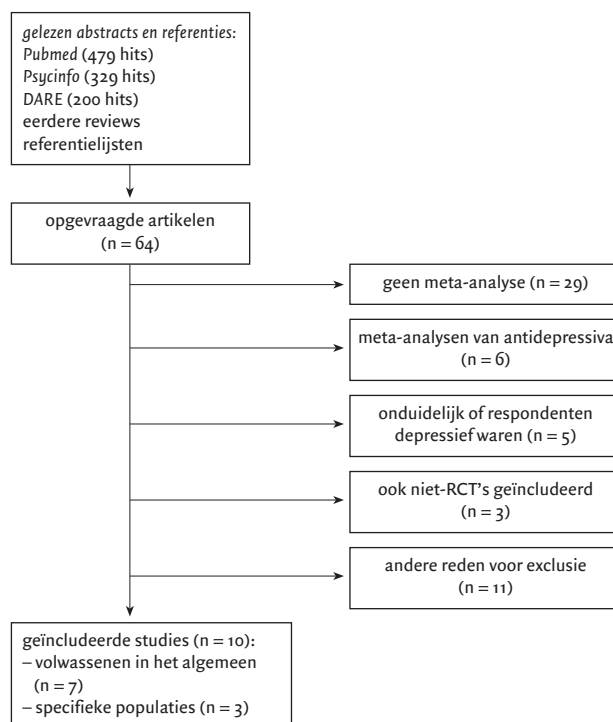 gelezen abstracts en referenties:
Pubmed (479 hits)
Psycinfo (329 hits)
DARE (200 hits)
eerdere reviews
referentielijsten
opgevraagde artikelen
(n = 64)
geen meta-analyse (n = 29)
meta-analysen van antidepressiva
(n = 6)
onduidelijk of respondenten
depressief waren (n = 5)
ook niet-RCT's geïncludeerd
(n = 3)
andere reden voor exclusie
(n = 11)
geïncludeerde studies (n = 10):
– volwassenen in het algemeen
(n = 7)
– specifieke populaties (n = 3)